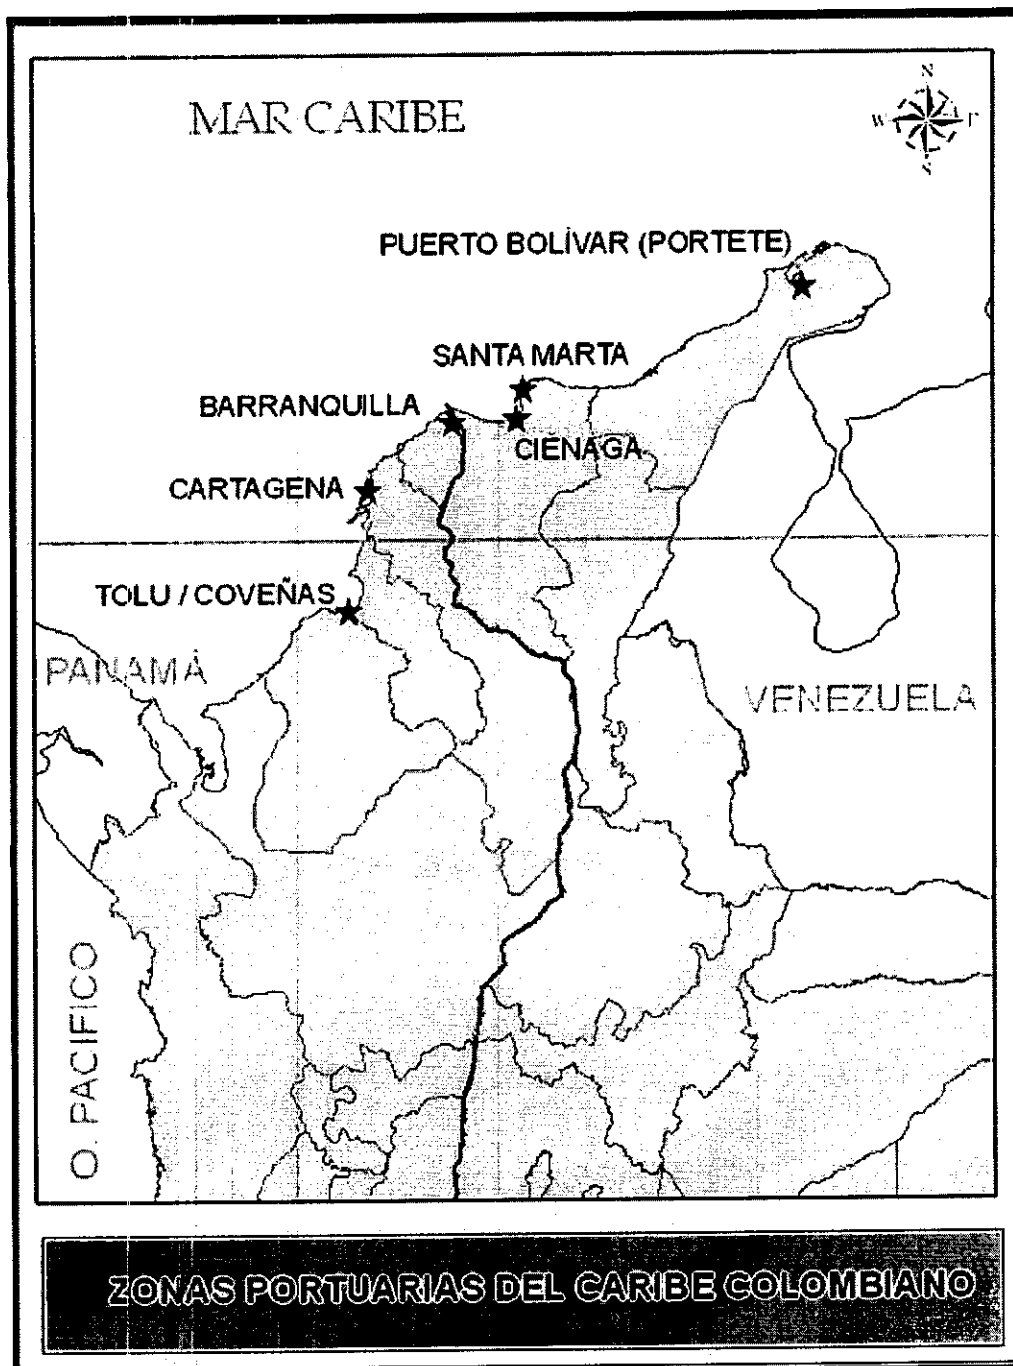 MAR CARIBE
N
W
S
PUERTO BOLÍVAR (PORTETE)
SANTA MARTA
BARRANQUILLA
CIÉNAGA
CARTAGENA
TOLU / COVEÑAS
PANAMÁ
VENEZUELA
O. PACIFICO
ZONAS PORTUARIAS DEL CARIBE COLOMBIANO